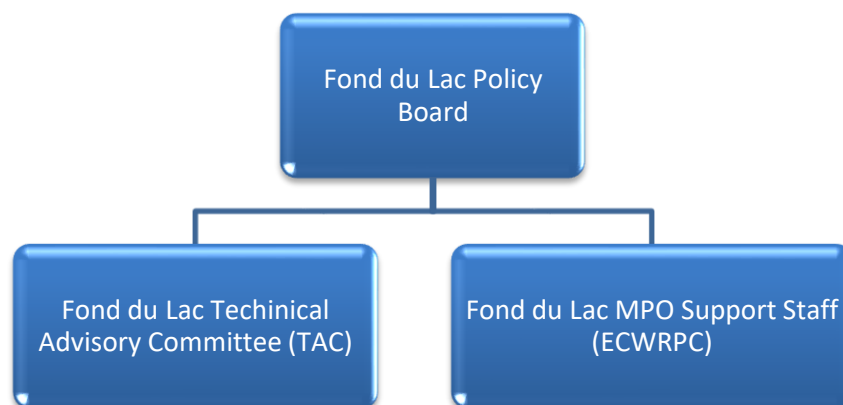 Fond du Lac Policy
Board
Fond du Lac Techinical
Advisory Committee (TAC)
Fond du Lac MPO Support Staff
(ECWRPC)